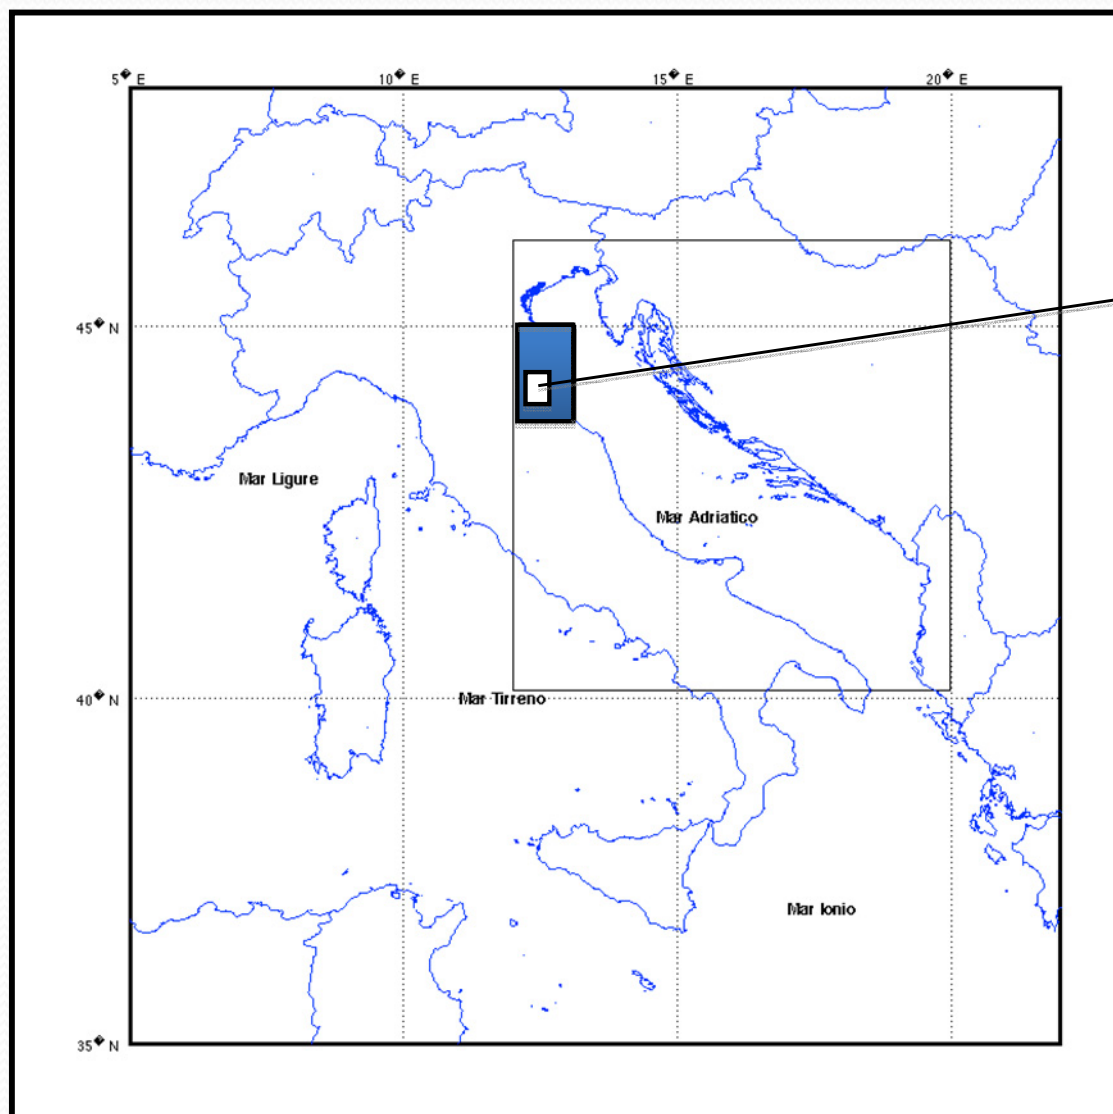 5� E
10� E
15� E
20� E
45� N
Mar Ligure
Mar Adriatico
40� N
Mar Tirreno
Mar Ionio
35� N